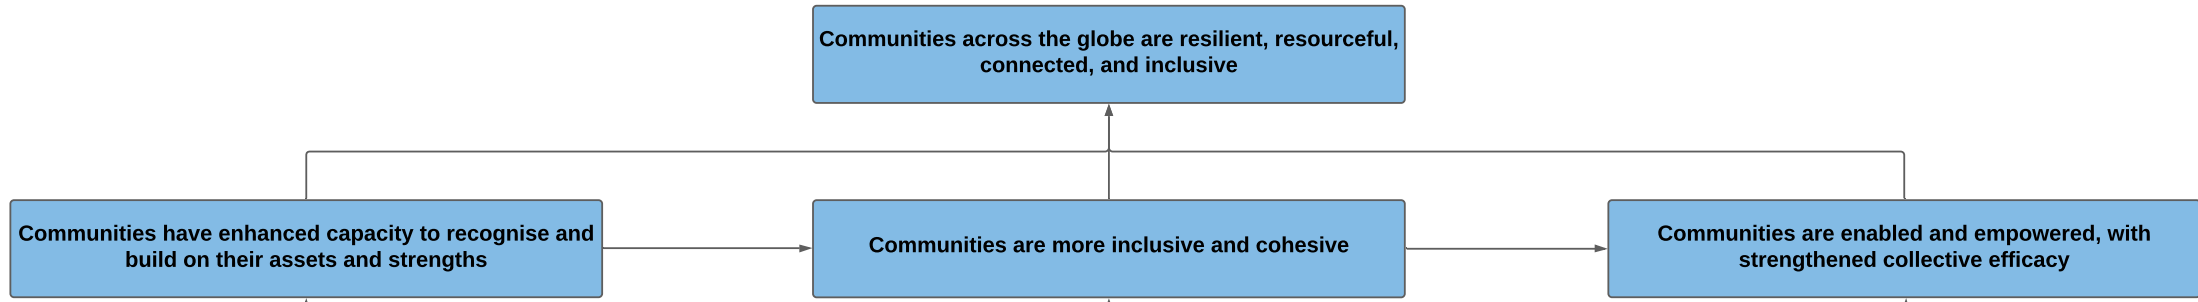 Communities across the globe are resilient, resourceful,
connected, and inclusive
Communities have enhanced capacity to recognise and
build on their assets and strengths
Communities are more inclusive and cohesive
Communities are enabled and empowered, with
strengthened collective efficacy